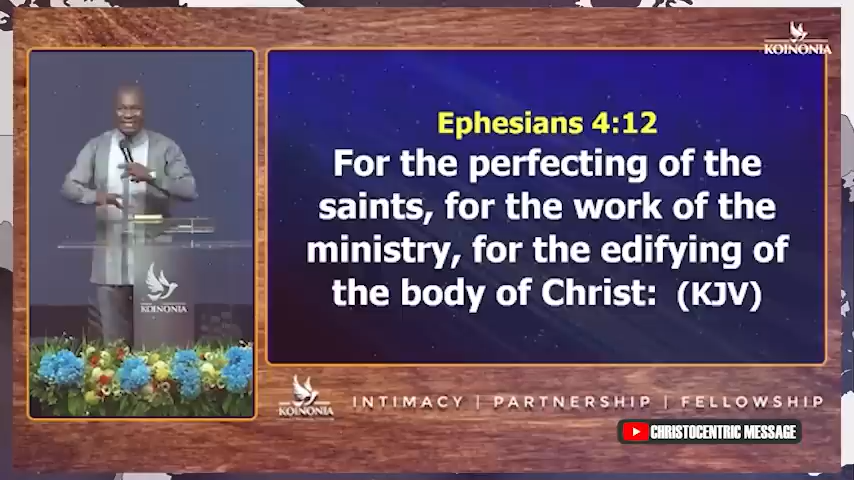 KOINONIA
Ephesians 4:12
For the perfecting of the
saints, for the work of the
ministry, for the edifying of
the body of Christ: (KJV)
KOINONIA
KOINONIA
INTIMACY | PARTNERSHIP | FELLOWSHIP
CHRISTOCENTRIC MESSAGE